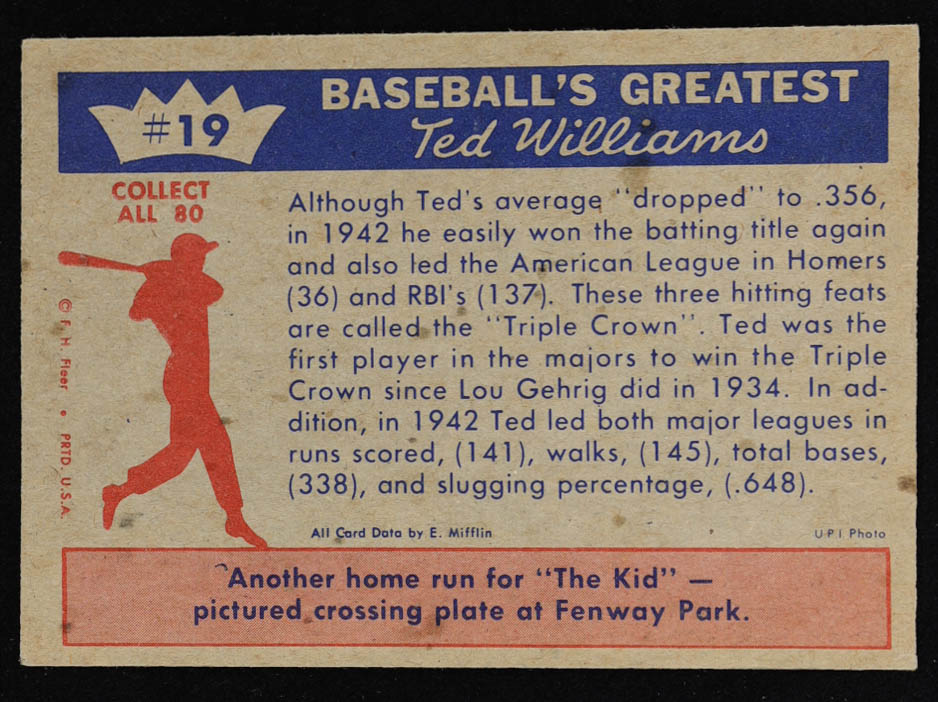 #19
BASEBALL'S GREATEST
Ted Williams
COLLECT
ALL 80
Although Ted's average "dropped" to .356,
in 1942 he easily won the batting title again
and also led the American League in Homers
(36) and RBI's (137). These three hitting feats
are called the "Triple Crown". Ted was the
first player in the majors to win the Triple
Crown since Lou Gehrig did in 1934. In ad-
dition, in 1942 Ted led both major leagues in
runs scored, (141), walks, (145), total bases,
(338), and slugging percentage, (.648).
© F. H. Fleer • PRTD. U.S.A.
All Card Data by E. Mifflin
UPI Photo
Another home run for "The Kid" —
pictured crossing plate at Fenway Park.